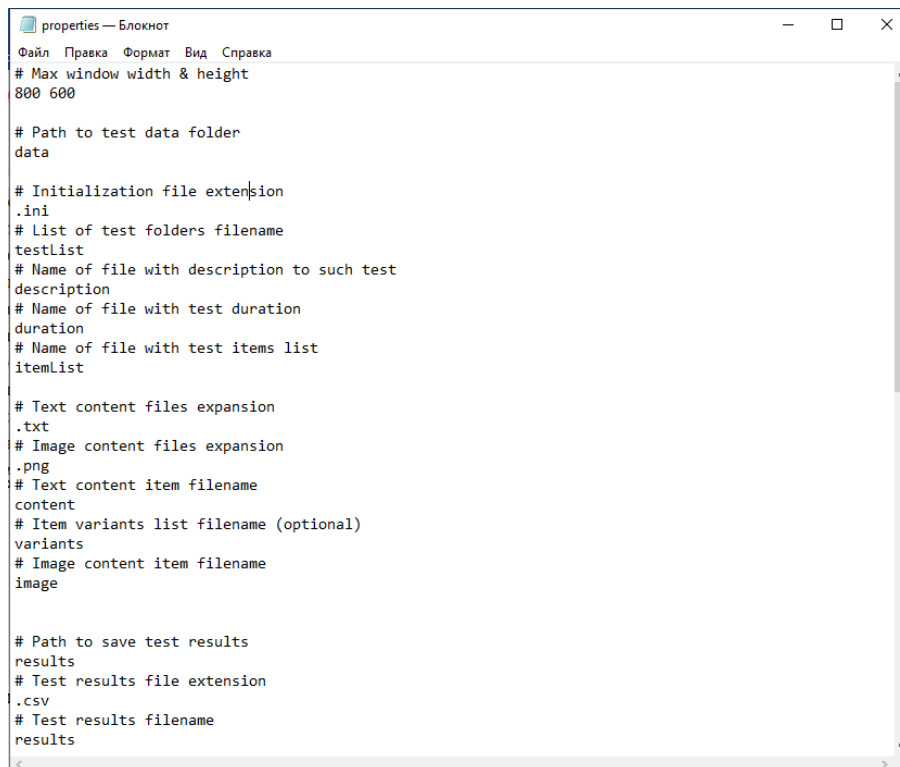 properties — Блокнот
Файл Правка Формат Вид Справка
# Max window width & height
800 600

# Path to test data folder
data

# Initialization file extension
.ini
# List of test folders filename
testList
# Name of file with description to such test
description
# Name of file with test duration
duration
# Name of file with test items list
itemList

# Text content files expansion
.txt
# Image content files expansion
.png
# Text content item filename
content
# Item variants list filename (optional)
variants
# Image content item filename
image


# Path to save test results
results
# Test results file extension
.csv
# Test results filename
results